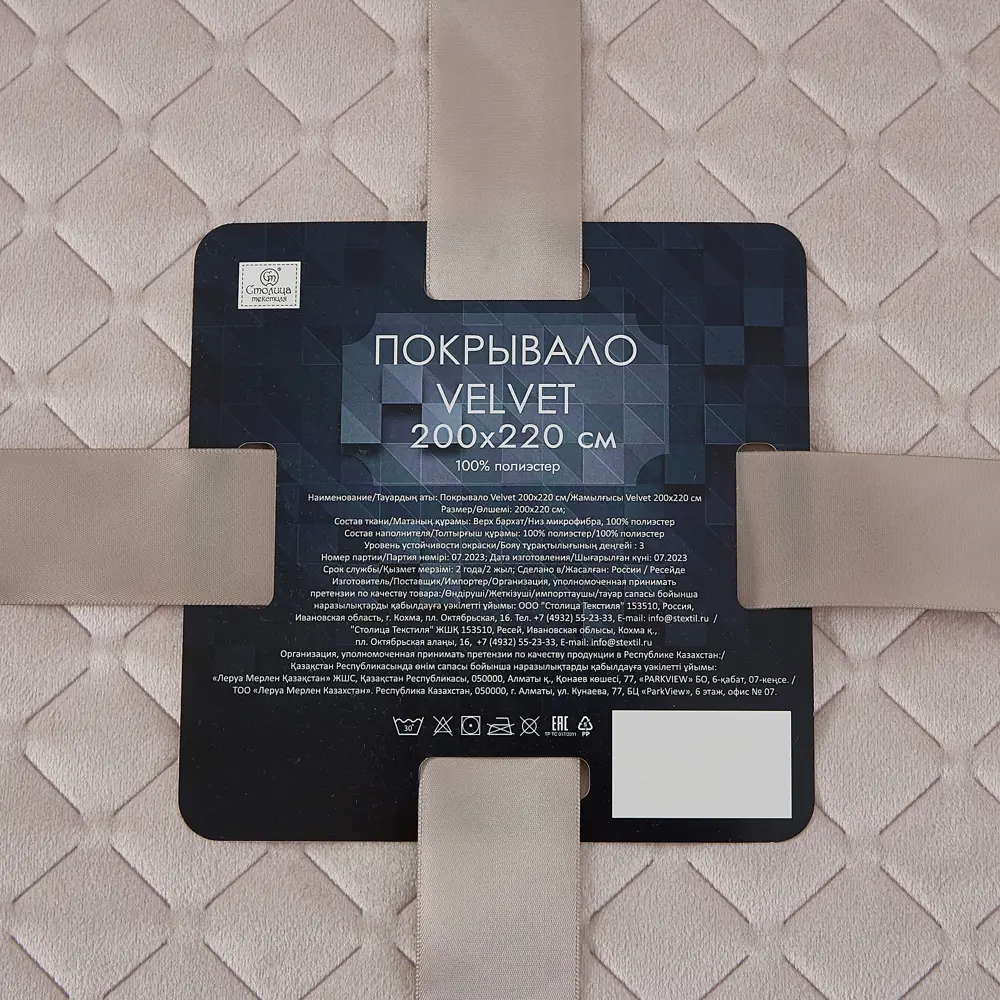 Столица
текстиля
ПОКРЫВАЛО
VELVET
200x220 см
100% полиэстер
Наименование/Тауардың аты: Покрывало Velvet 200x220 см/Жамылғысы Velvet 200x220 см
Размер/Өлшемі: 200x220 см;
Состав ткани/Матаның құрамы: Верх бархат/Низ микрофибра, 100% полиэстер
Состав наполнителя/Толтырғыш құрамы: 100% полиэстер/100% полиэстер
Уровень устойчивости окраски/Бояу тұрақтылығының деңгейі : 3
Номер партии/Партия нөмірі: 07.2023; Дата изготовления/Шығарылған күні: 07.2023
Срок службы/Қызмет мерзімі: 2 года/2 жыл; Сделано в/Жасалған: России / Ресейде
Изготовитель/Поставщик/Импортер/Организация, уполномоченная принимать
претензии по качеству товара:/Өндіруші/Жеткізуші/импорттаушы/тауар сапасы бойынша
наразылықтарды қабылдауға уәкілетті ұйымы: ООО "Столица Текстиля" 153510, Россия,
Ивановская область, г. Кохма, пл. Октябрьская, 16. Тел. +7 (4932) 55-23-33, E-mail: info@stextil.ru /
"Столица Текстиля" ЖШҚ 153510, Ресей, Ивановская облысы, Кохма қ.,
пл. Октябрьская алаңы, 16, +7 (4932) 55-23-33, E-mail: info@stextil.ru
Организация, уполномоченная принимать претензии по качеству продукции в Республике Казахстан:/
Қазақстан Республикасында өнім сапасы бойынша наразылықтарды қабылдауға уәкілетті ұйымы:
«Леруа Мерлен Қазақстан» ЖШС, Қазақстан Республикасы, 050000, Алматы қ., Қонаев көшесі, 77, «PARKVIEW» БО, 6-қабат, 07-кеңсе. /
ТОО «Леруа Мерлен Казахстан». Республика Казахстан, 050000, г. Алматы, ул. Кунаева, 77, БЦ «ParkView», 6 этаж, офис № 07.
30° EAC
ТР ТС 017/2011 PP